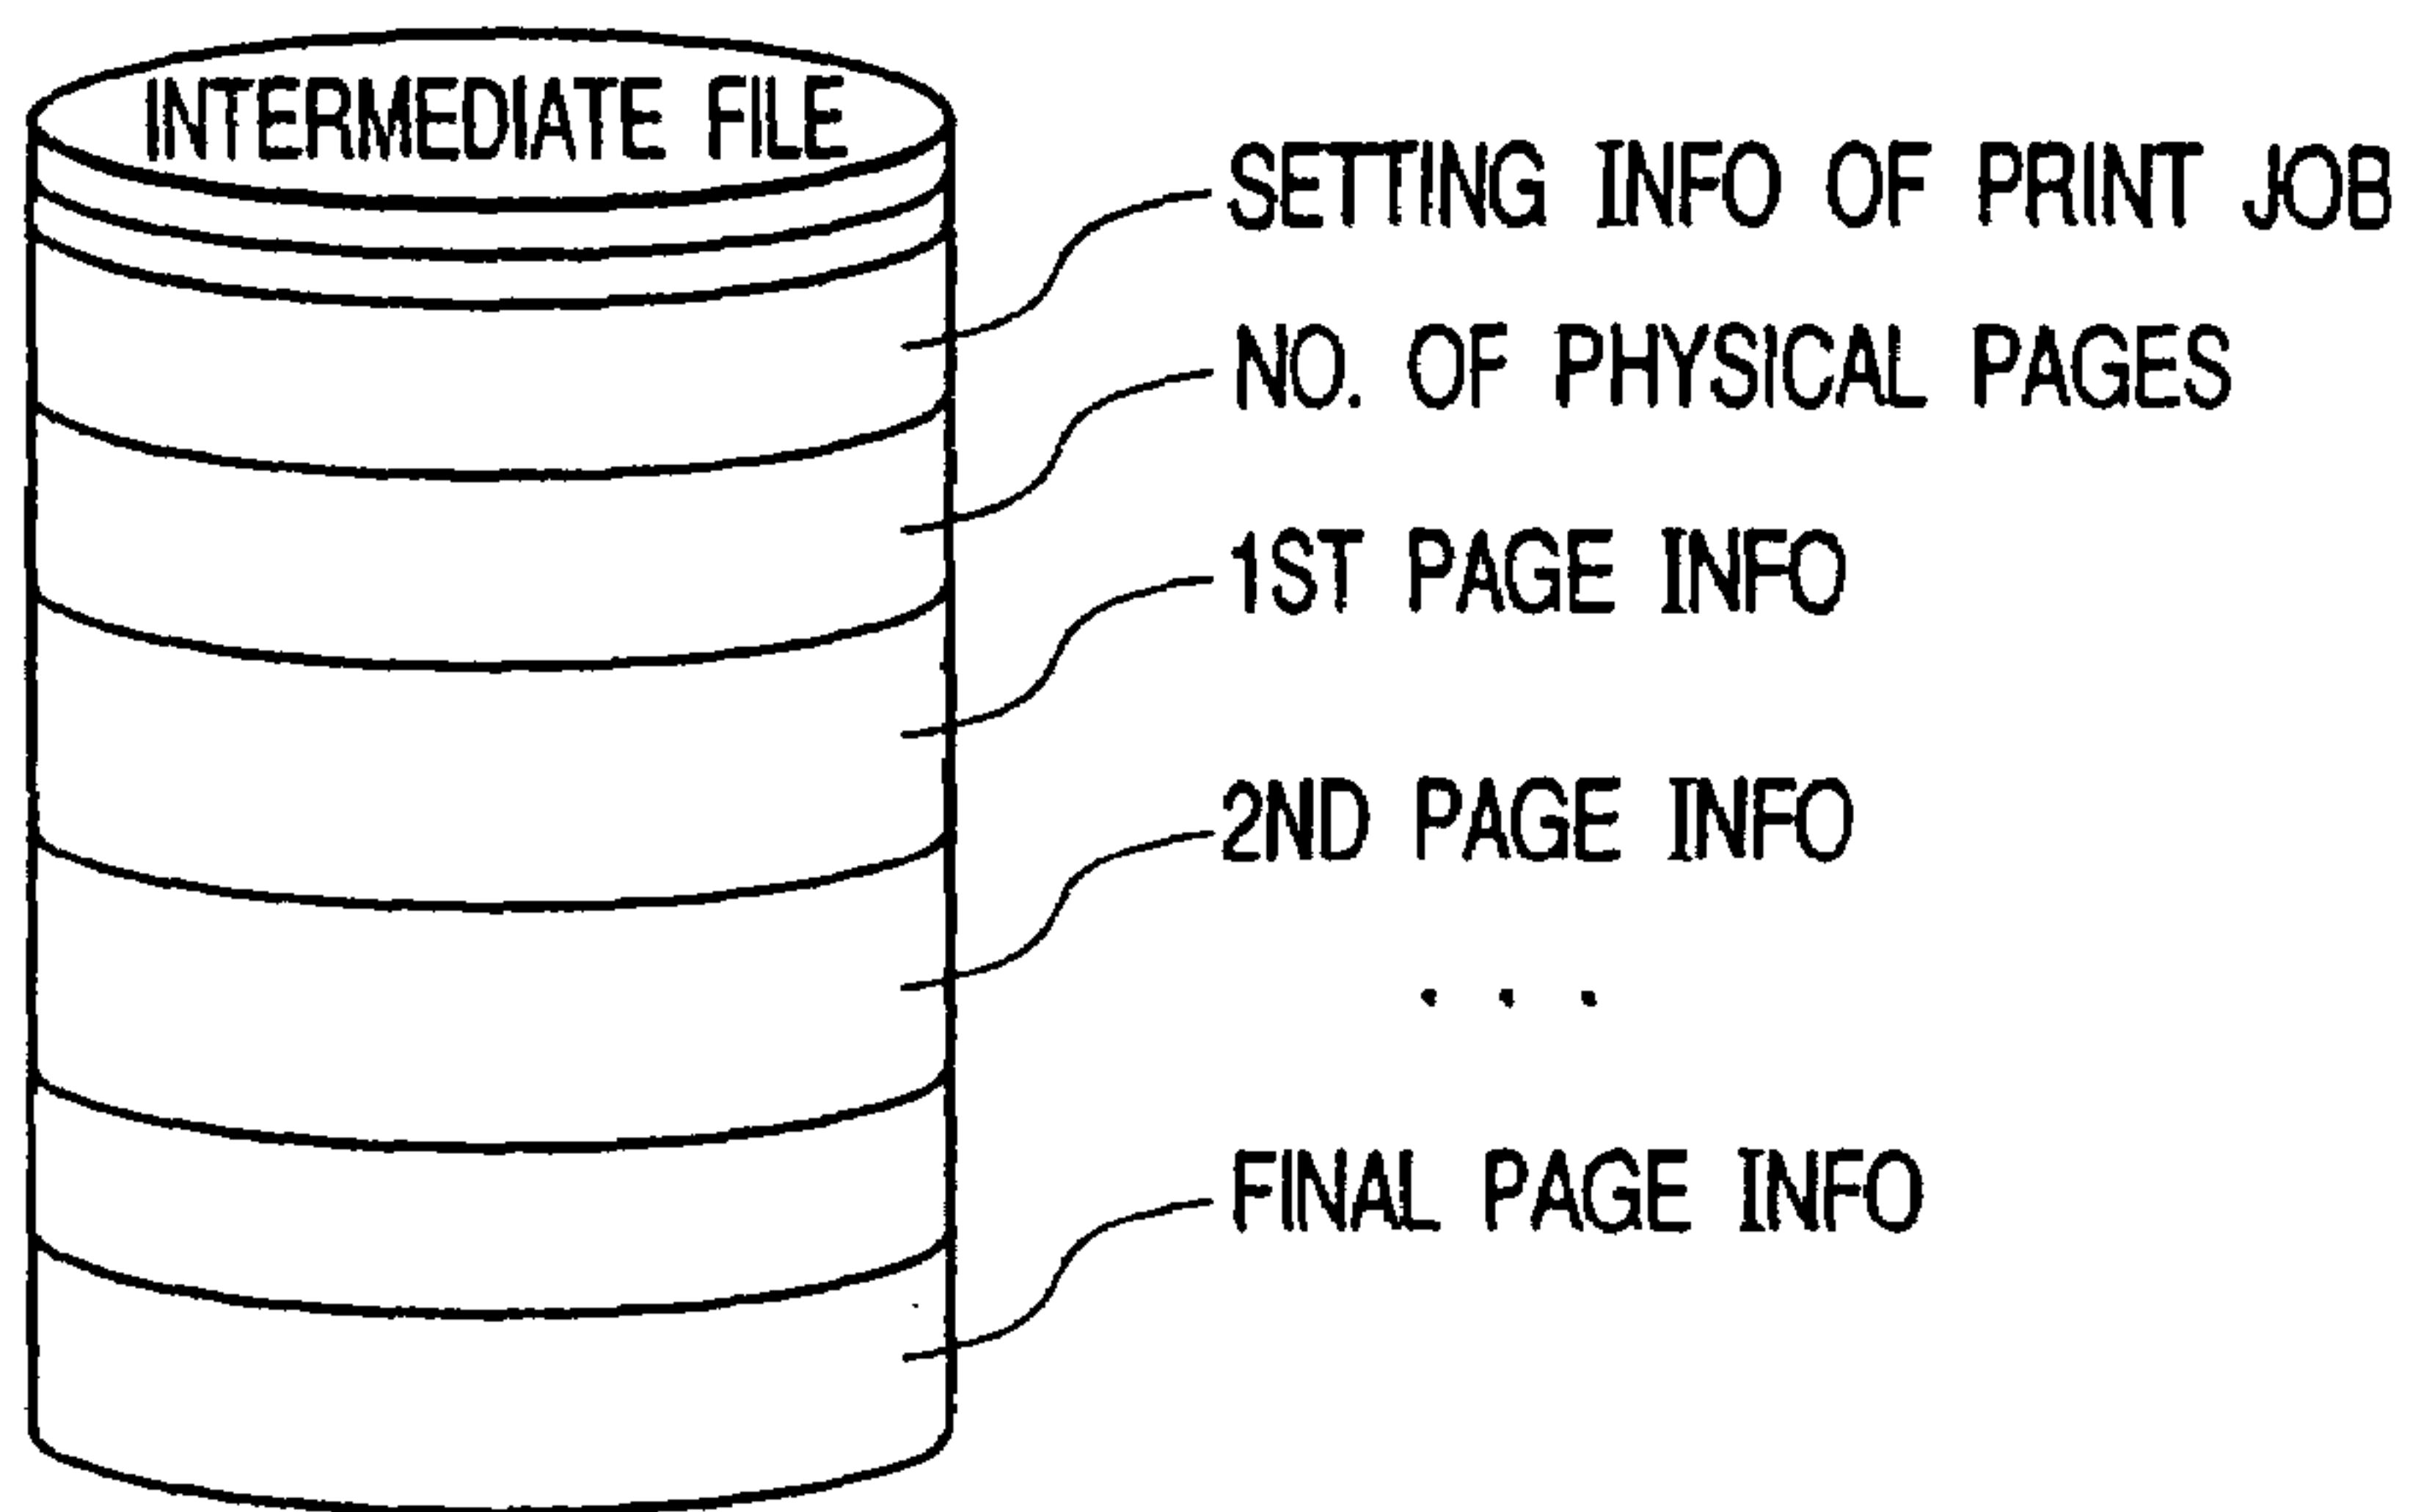 INTERMEDIATE FILE
SETTING INFO OF PRINT JOB
NO. OF PHYSICAL PAGES
1ST PAGE INFO
2ND PAGE INFO
. . .
FINAL PAGE INFO